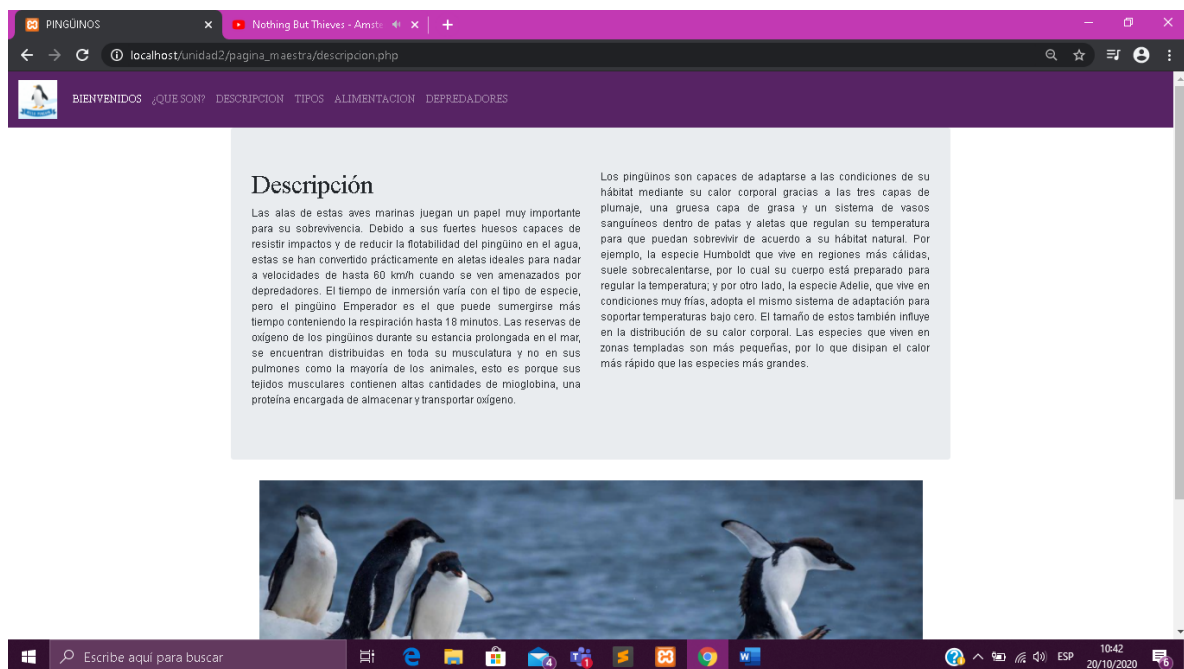 PINGÜINOS
Nothing But Thieves - Amste
localhost/unidad2/pagina_maestra/descripcion.php
BIENVENIDOS ¿QUE SON? DESCRIPCION TIPOS ALIMENTACION DEPREDADORES
Descripción
Las alas de estas aves marinas juegan un papel muy importante
para su sobrevivencia. Debido a sus fuertes huesos capaces de
resistir impactos y de reducir la flotabilidad del pingüino en el agua,
estas se han convertido prácticamente en aletas ideales para nadar
a velocidades de hasta 60 km/h cuando se ven amenazados por
depredadores. El tiempo de inmersión varía con el tipo de especie,
pero el pingüino Emperador es el que puede sumergirse más
tiempo conteniendo la respiración hasta 18 minutos. Las reservas de
oxígeno de los pingüinos durante su estancia prolongada en el mar,
se encuentran distribuidas en toda su musculatura y no en sus
pulmones como la mayoría de los animales, esto es porque sus
tejidos musculares contienen altas cantidades de mioglobina, una
proteína encargada de almacenar y transportar oxígeno.
Los pingüinos son capaces de adaptarse a las condiciones de su
hábitat mediante su calor corporal gracias a las tres capas de
plumaje, una gruesa capa de grasa y un sistema de vasos
sanguíneos dentro de patas y aletas que regulan su temperatura
para que puedan sobrevivir de acuerdo a su hábitat natural. Por
ejemplo, la especie Humboldt que vive en regiones más cálidas,
suele sobrecalentarse, por lo cual su cuerpo está preparado para
regular la temperatura; y por otro lado, la especie Adelie, que vive en
condiciones muy frías, adopta el mismo sistema de adaptación para
soportar temperaturas bajo cero. El tamaño de estos también influye
en la distribución de su calor corporal. Las especies que viven en
zonas templadas son más pequeñas, por lo que disipan el calor
más rápido que las especies más grandes.
Escribe aquí para buscar
4
1
ESP
10:42
20/10/2020
6